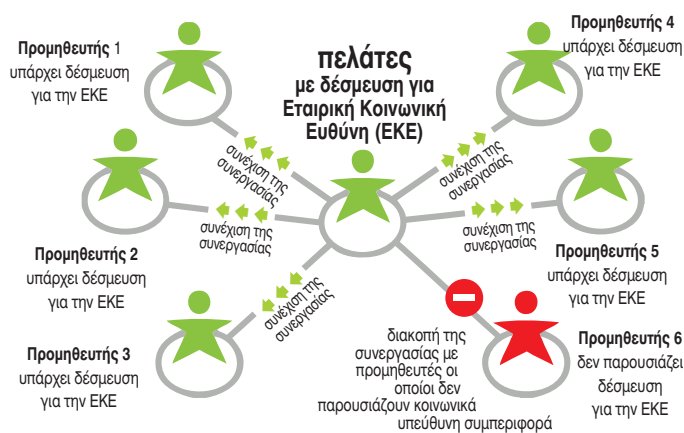 Προμηθευτής 1
υπάρχει δέσμευση
για την ΕΚΕ
πελάτες
με δέσμευση για
Εταιρική Κοινωνική
Ευθύνη (ΕΚΕ)
Προμηθευτής 4
υπάρχει δέσμευση
για την ΕΚΕ
συνέχιση της
συνεργασίας
συνέχιση της
συνεργασίας
Προμηθευτής 2
υπάρχει δέσμευση
για την ΕΚΕ
συνέχιση της
συνεργασίας
συνέχιση της
συνεργασίας
Προμηθευτής 5
υπάρχει δέσμευση
για την ΕΚΕ
Προμηθευτής 3
υπάρχει δέσμευση
για την ΕΚΕ
συνέχιση της
συνεργασίας
διακοπή της
συνεργασίας με
προμηθευτές οι
οποίοι δεν
παρουσιάζουν κοινωνικά
υπεύθυνη συμπεριφορά
Προμηθευτής 6
δεν παρουσιάζει
δέσμευση
για την ΕΚΕ